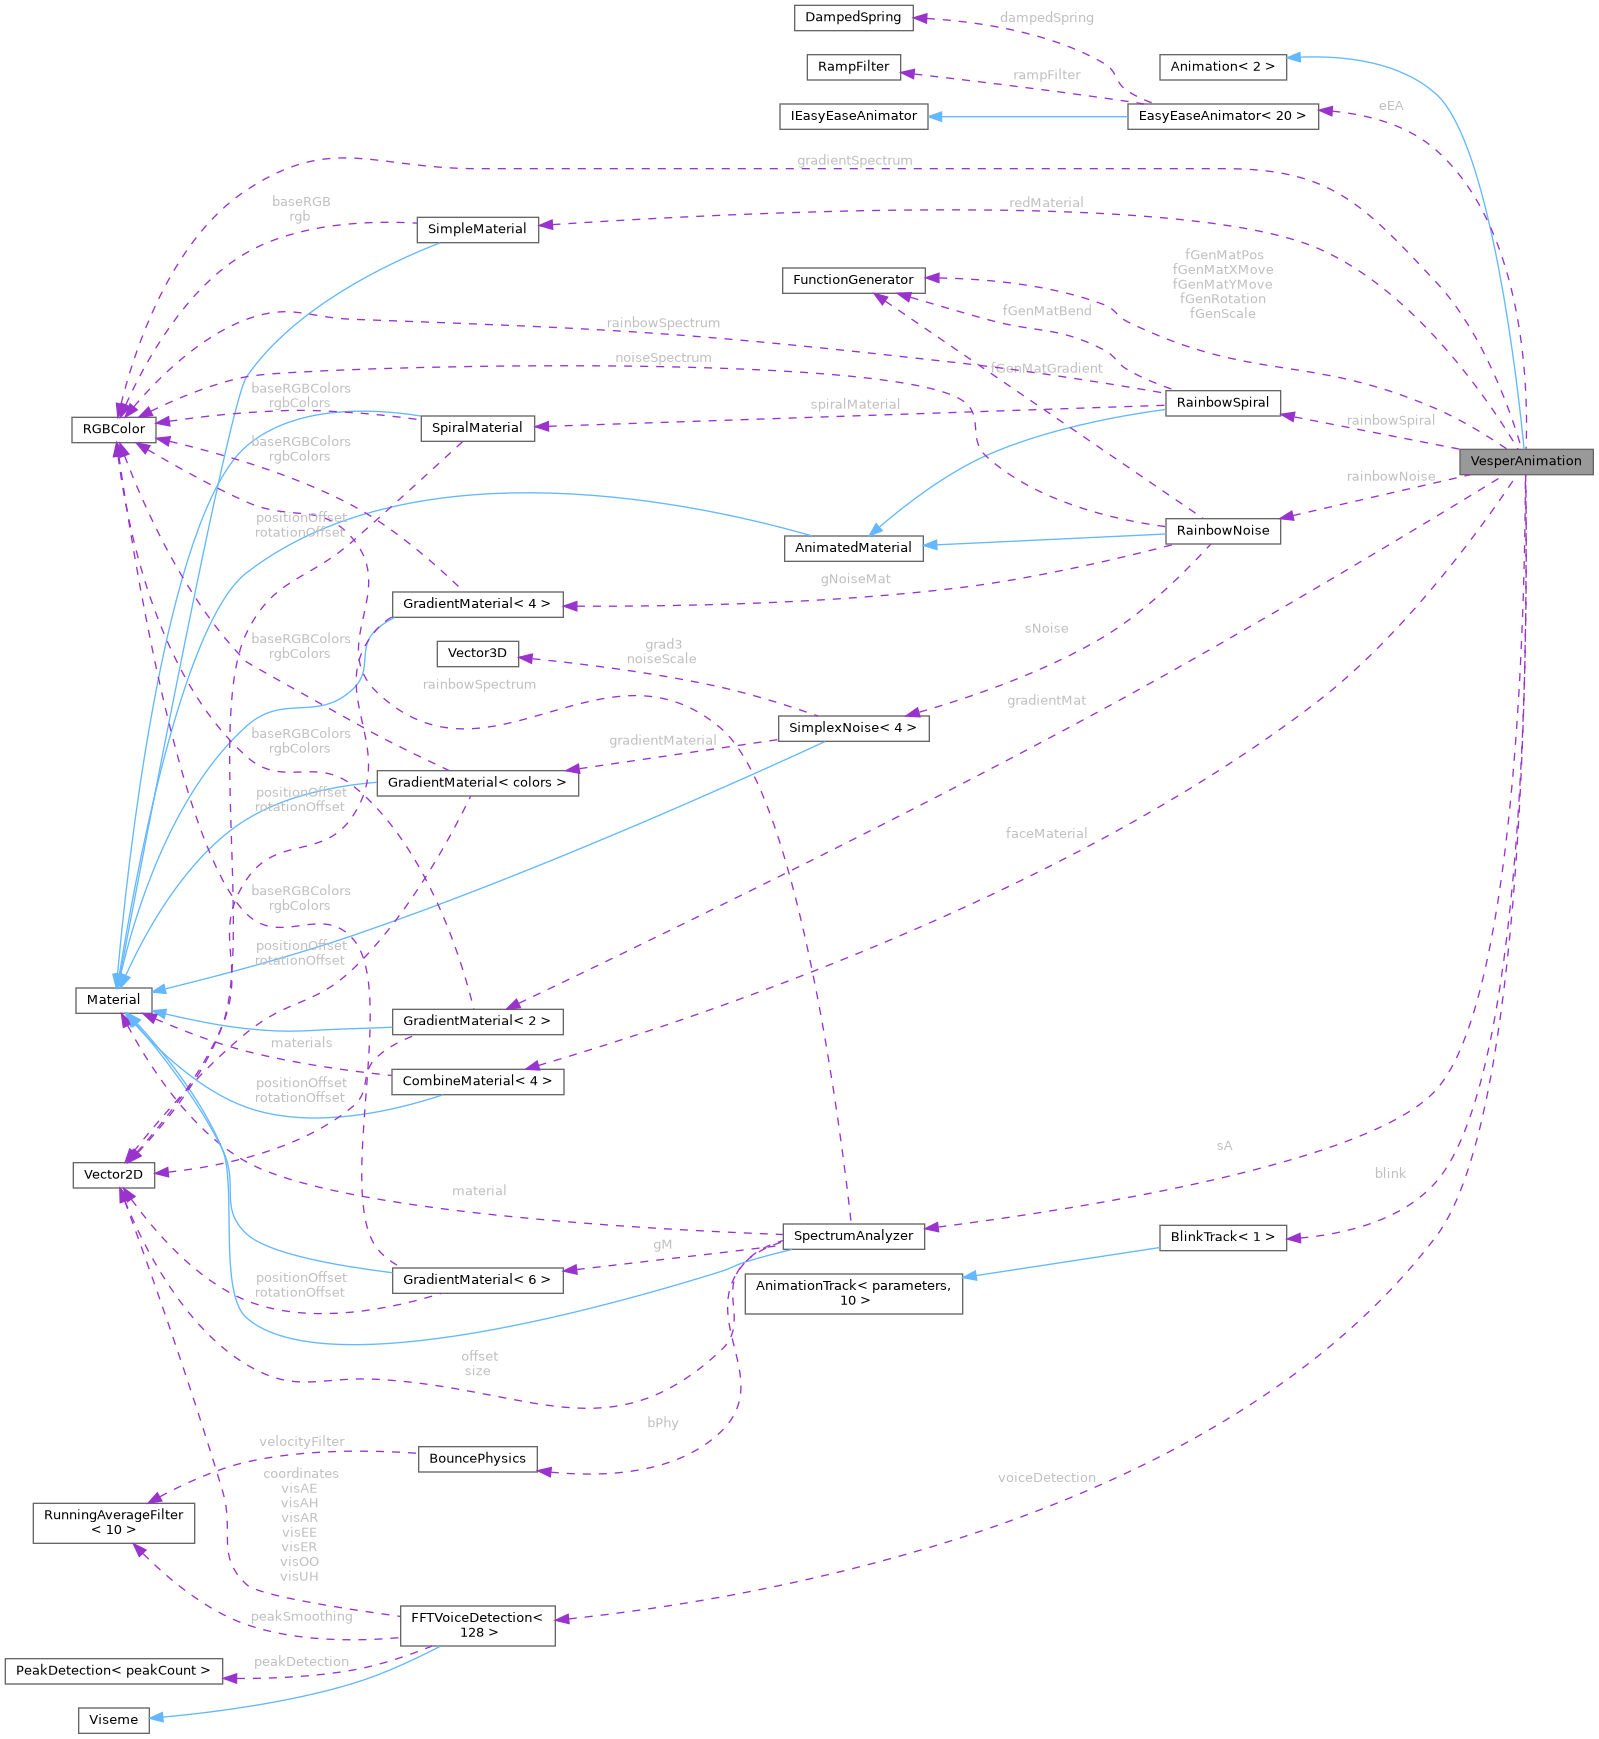 DampedSpring
dampedSpring
RampFilter
rampFilter
Animation< 2 >
IEasyEaseAnimator
EasyEaseAnimator< 20 >
eEA
gradientSpectrum
baseRGB
rgb
SimpleMaterial
redMaterial
FunctionGenerator
fGenMatPos
fGenMatXMove
fGenMatYMove
fGenRotation
fGenScale
fGenMatBend
rainbowSpectrum
noiseSpectrum
fGenMatGradient
baseRGBColors
rgbColors
spiralMaterial
RainbowSpiral
rainbowSpiral
RGBColor
SpiralMaterial
baseRGBColors
rgbColors
VesperAnimation
rainbowNoise
positionOffset
rotationOffset
RainbowNoise
AnimatedMaterial
gNoiseMat
GradientMaterial< 4 >
sNoise
baseRGBColors
rgbColors
Vector3D
grad3
noiseScale
rainbowSpectrum
gradientMat
SimplexNoise< 4 >
baseRGBColors
rgbColors
gradientMaterial
GradientMaterial< colors >
positionOffset
rotationOffset
faceMaterial
baseRGBColors
rgbColors
positionOffset
rotationOffset
Material
GradientMaterial< 2 >
materials
CombineMaterial< 4 >
positionOffset
rotationOffset
sA
Vector2D
blink
material
SpectrumAnalyzer
BlinkTrack< 1 >
gM
GradientMaterial< 6 >
positionOffset
rotationOffset
AnimationTrack< parameters,
10 >
offset
size
bPhy
velocityFilter
BouncePhysics
coordinates
visAE
visAH
visAR
visEE
visER
visOO
visUH
voiceDetection
RunningAverageFilter
< 10 >
peakSmoothing
FFTVoiceDetection<
128 >
peakDetection
PeakDetection< peakCount >
Viseme